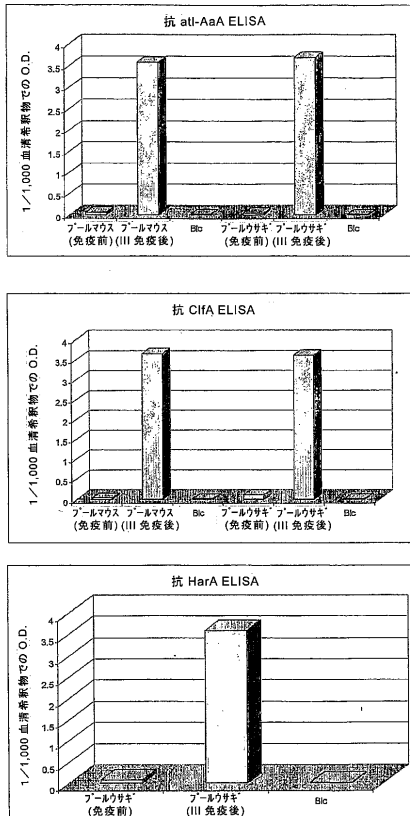 抗 atl-AaA ELISA
1/1,000 血清希釈物での O.D.
4
3.5
3
2.5
2
1.5
1
0.5
0
プールマウス プールマウス Blc プールウサギ プールウサギ Blc
(免疫前) (III 免疫後) (免疫前) (III 免疫後)
抗 ClfA ELISA
1/1,000 血清希釈物での O.D.
4
3.5
3
2.5
2
1.5
1
0.5
0
プールマウス プールマウス Blc プールウサギ プールウサギ Blc
(免疫前) (III 免疫後) (免疫前) (III 免疫後)
抗 HarA ELISA
1/1,000 血清希釈物での O.D.
4
3.5
3
2.5
2
1.5
1
0.5
0
プールウサギ プールウサギ Blc
(免疫前) (III 免疫後)